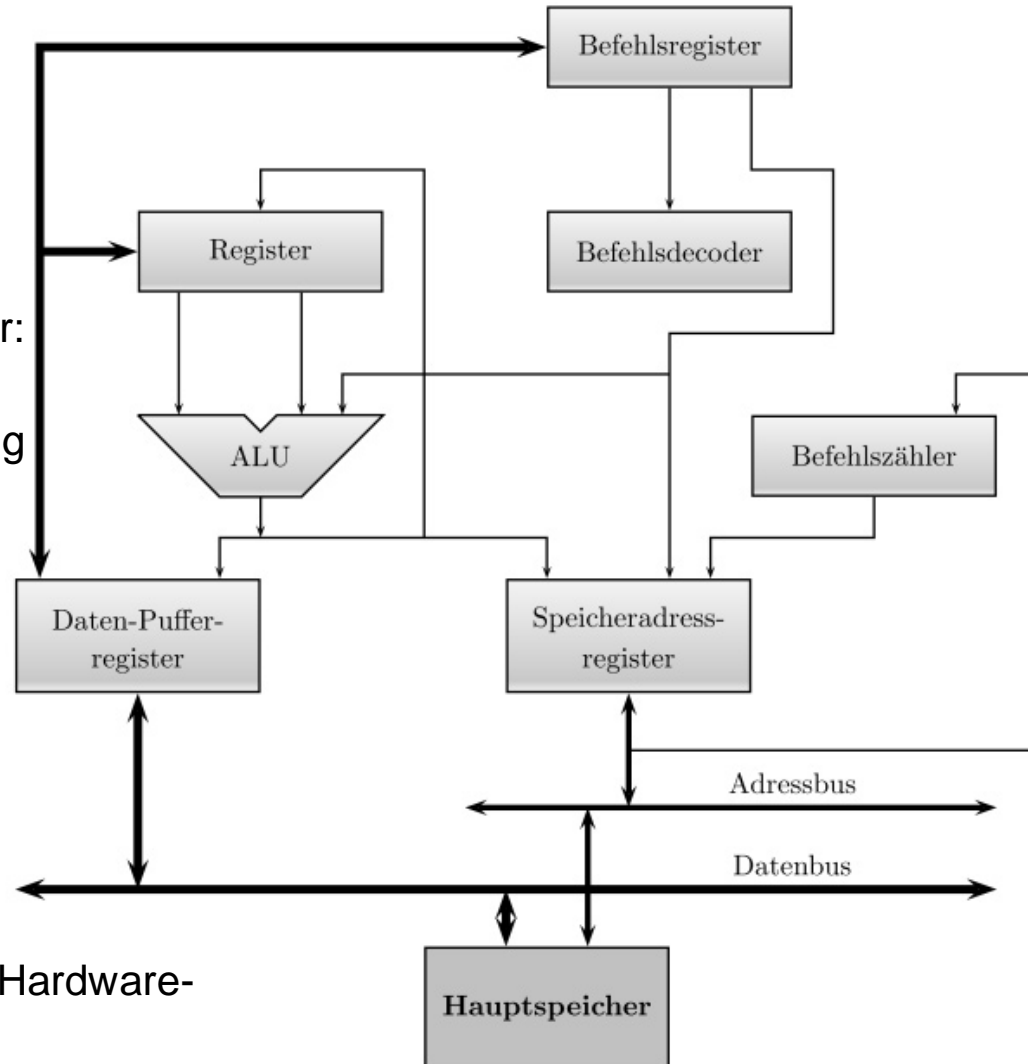 Befehlsregister
Register
Befehlsdecoder
r:
g
ALU
Befehlszähler
Daten-Puffer-
register
Speicheradress-
register
Adressbus
Datenbus
Hardware-
Hauptspeicher